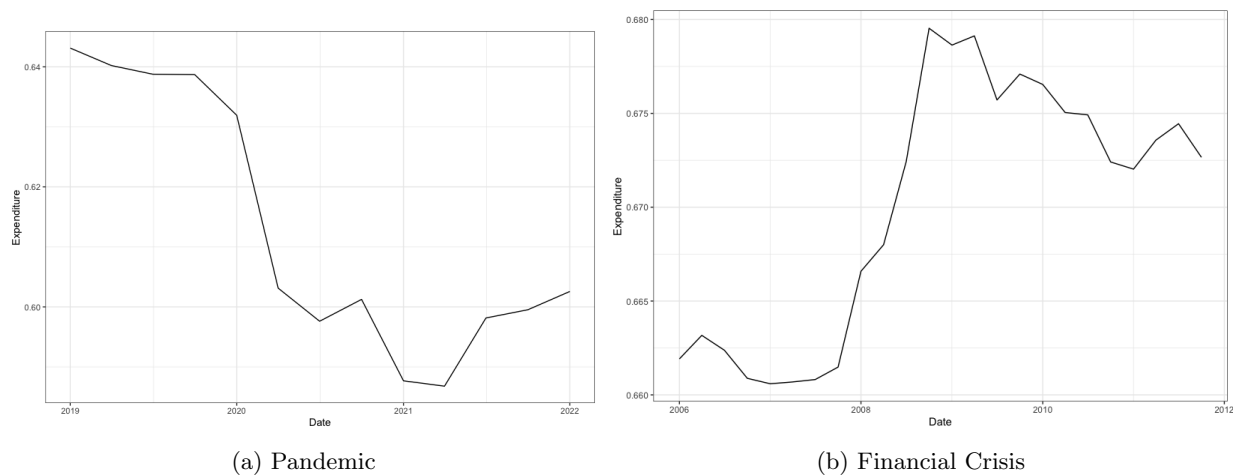 0.64
0.62
0.60
Expenditure
2019
2020
2021
2022
Date
(a) Pandemic
0.680
0.675
0.670
0.665
0.660
Expenditure
2006
2008
2010
2012
Date
(b) Financial Crisis